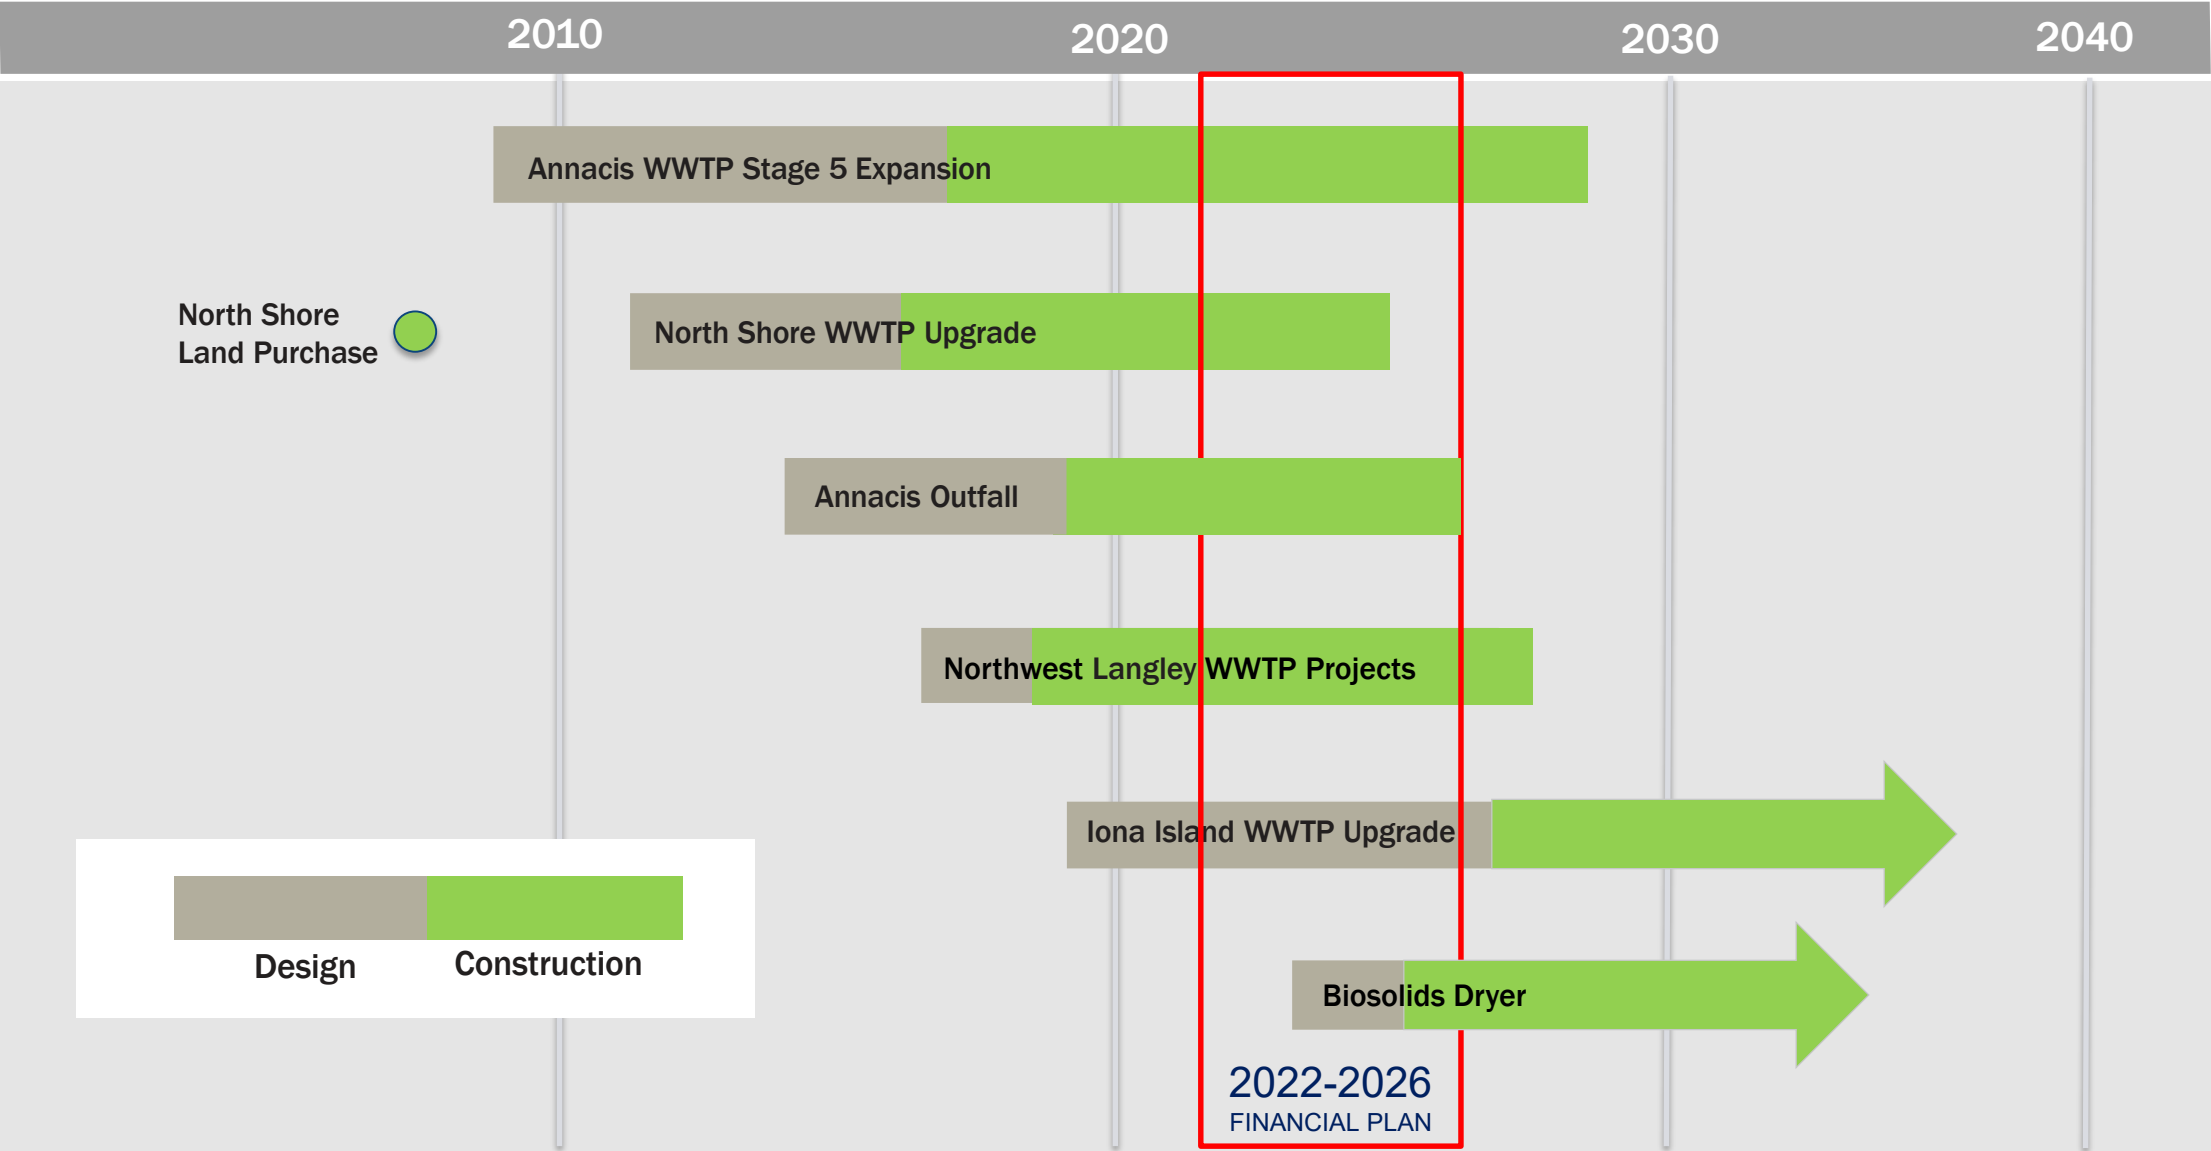 2010
2020
2030
2040
Annacis WWTP Stage 5 Expansion
North Shore
Land Purchase
North Shore WWTP Upgrade
Annacis Outfall
Northwest Langley WWTP Projects
Iona Island WWTP Upgrade
Design
Construction
Biosolids Dryer
2022-2026
FINANCIAL PLAN